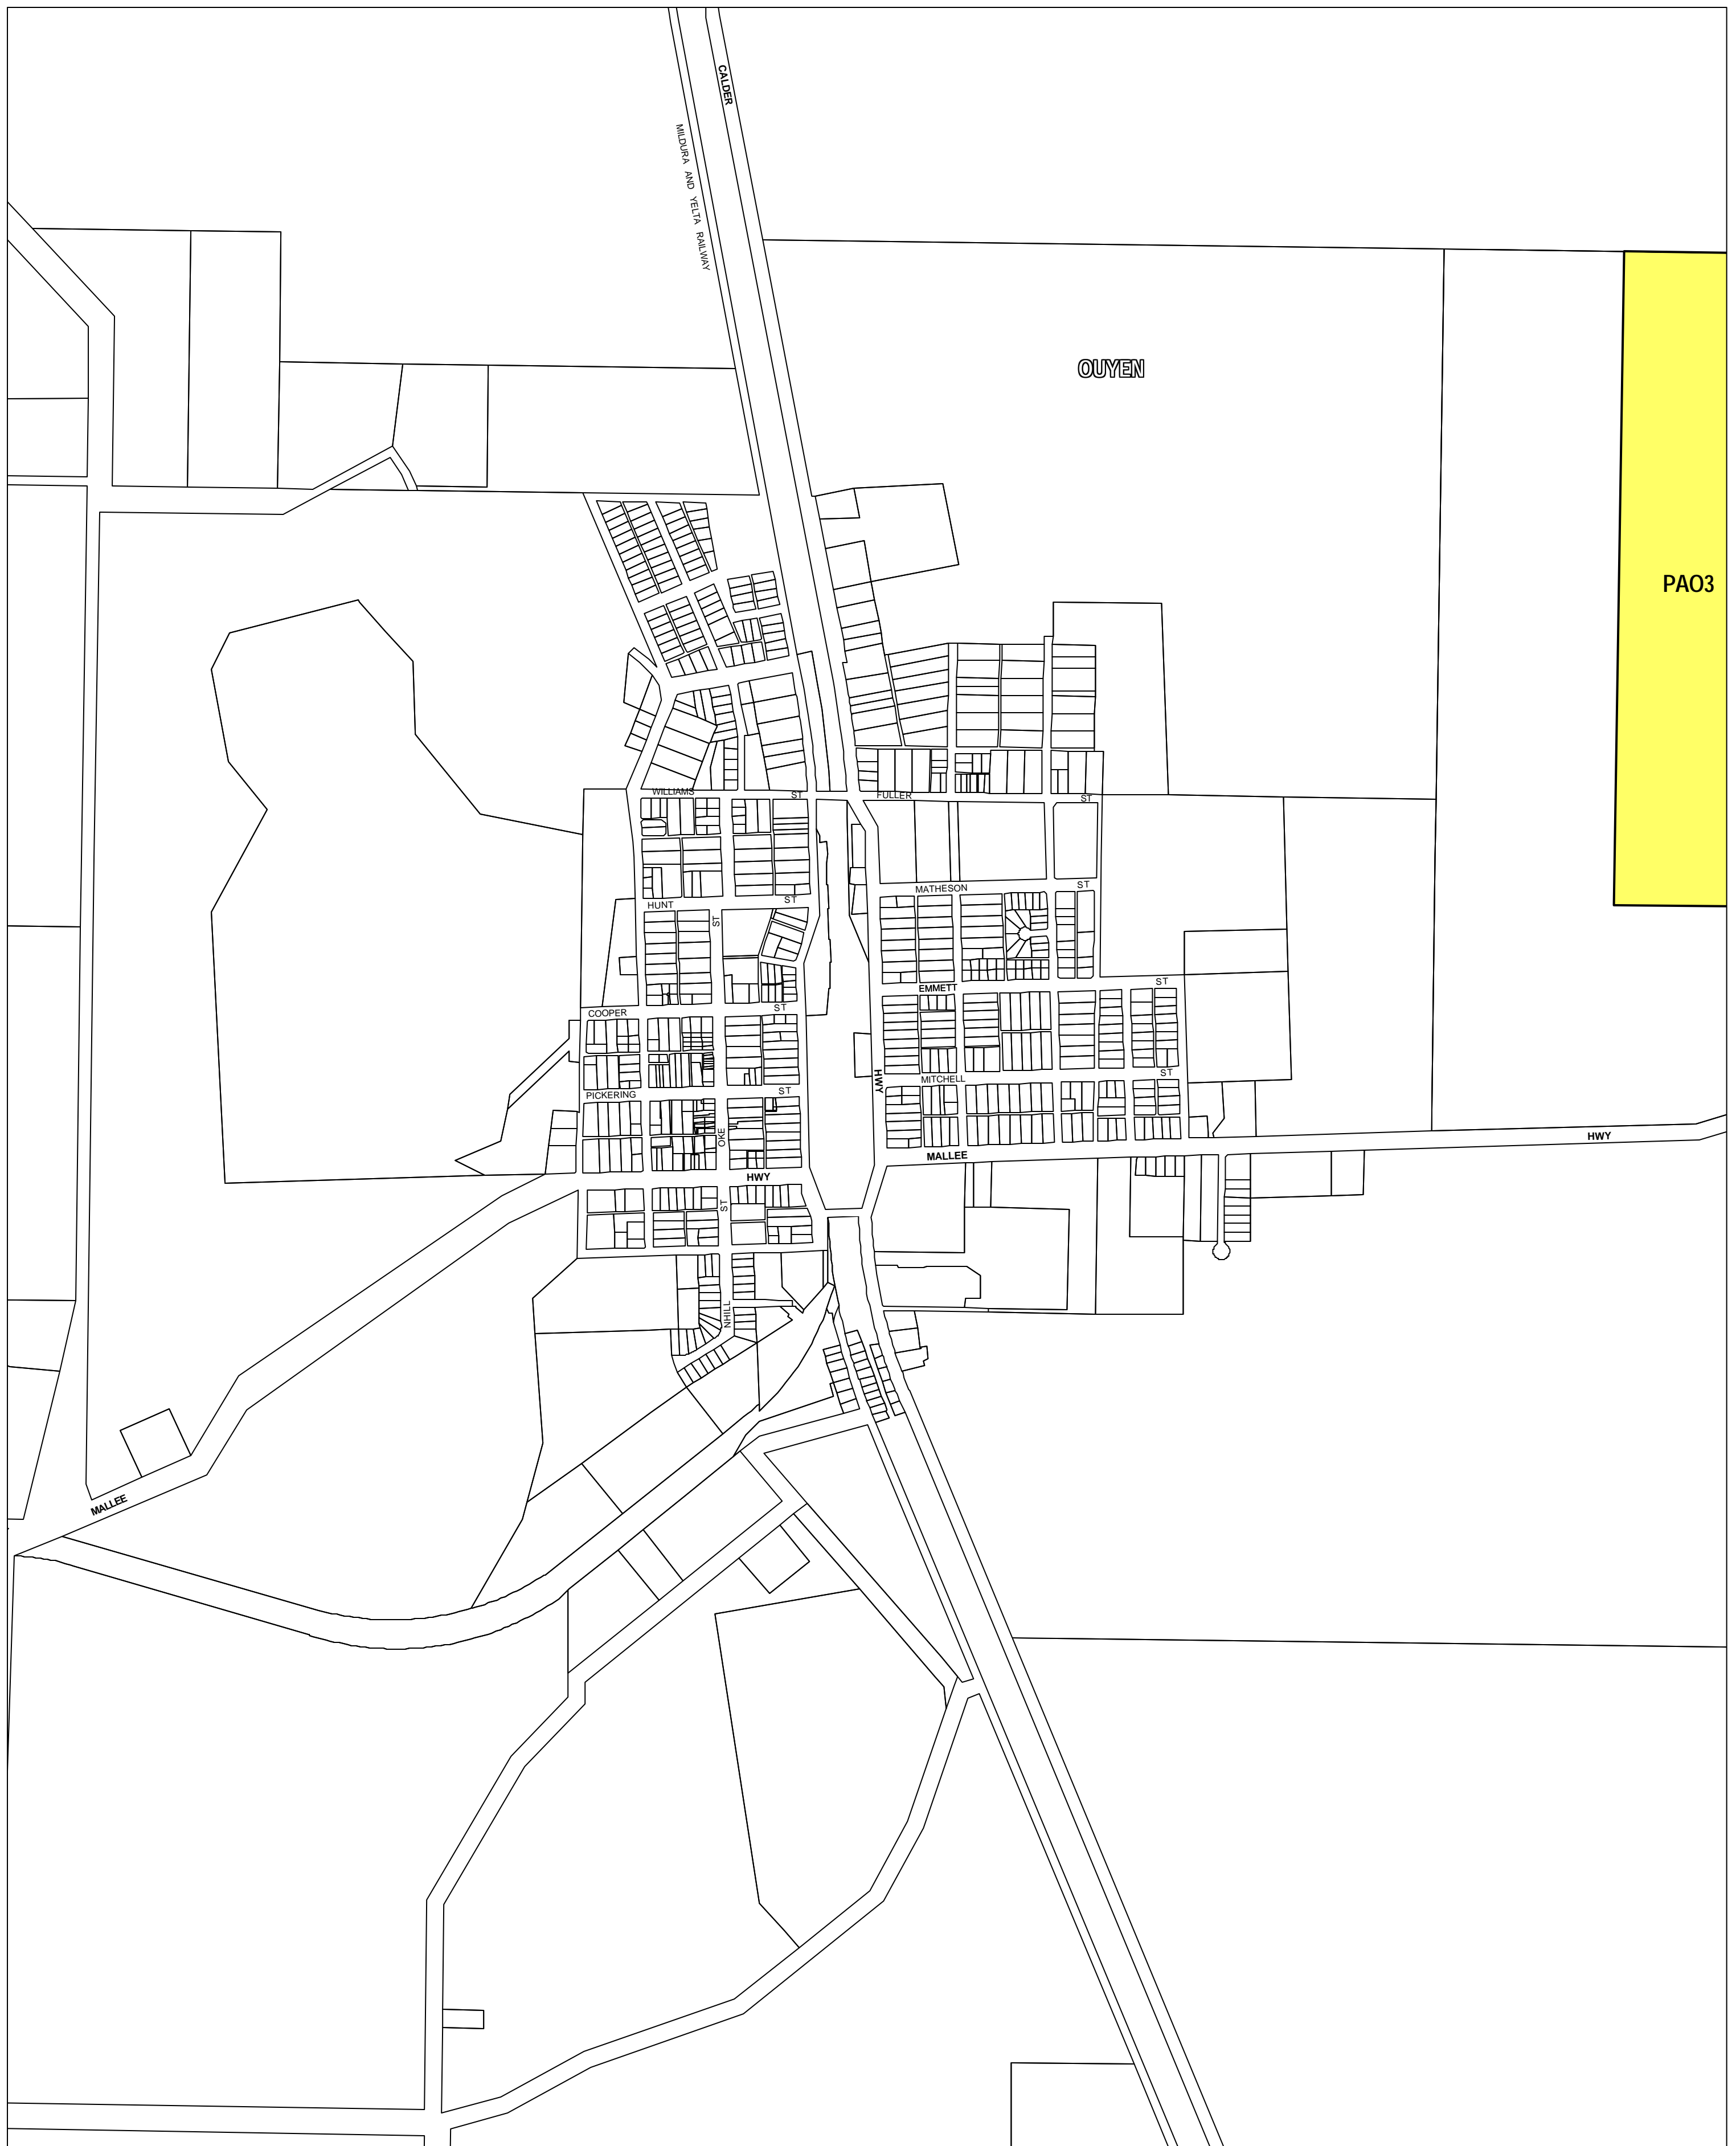 CALDER
MILDURA AND YELTA RAILWAY
OUYEN
PAO3
WILLIAMS ST
FULLER ST
MATHESON ST
HUNT ST
ST
EMMETT ST
COOPER ST
HWY
MITCHELL ST
PICKERING ST
OKE
HWY
MALLEE
HWY
ST
NHILL
MALLEE